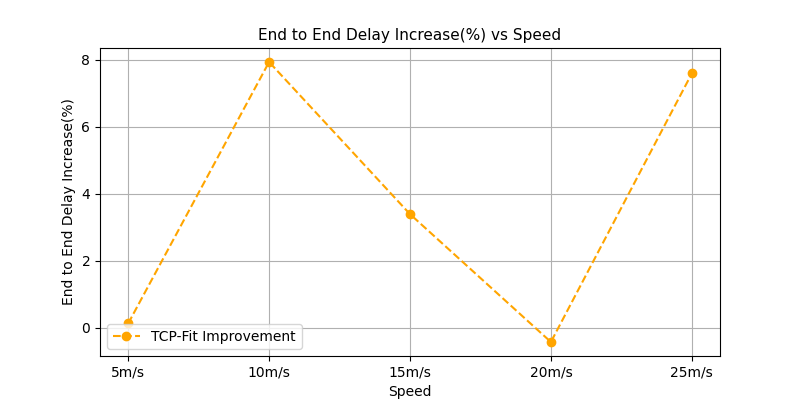 End to End Delay Increase(%) vs Speed
End to End Delay Increase(%)
8
6
4
2
0
TCP-Fit Improvement
5m/s 10m/s 15m/s 20m/s 25m/s
Speed